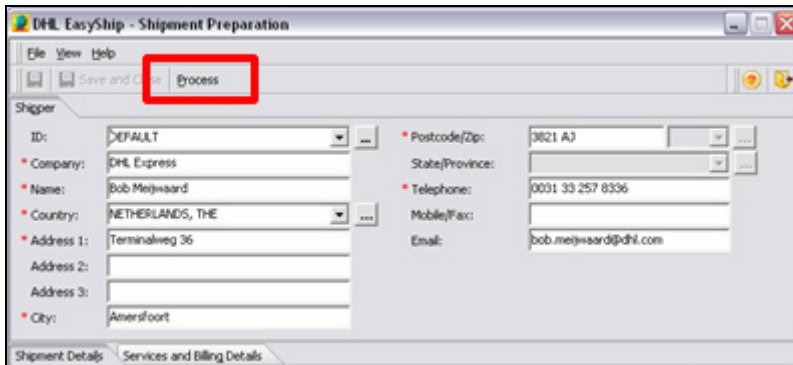 DHL EasyShip - Shipment Preparation
File View Help
Save and Close Process
Shipper
ID: DEFAULT ... * Postcode/Zip: 3821 AJ ...
* Company: DHL Express State/Province: ...
* Name: Bob Meijwaard * Telephone: 0031 33 257 8336
* Country: NETHERLANDS, THE ... Mobile/Fax:
* Address 1: Terminalweg 36 Email: bob.meijwaard@dhl.com
Address 2:
Address 3:
* City: Amersfoort
Shipment Details Services and Billing Details